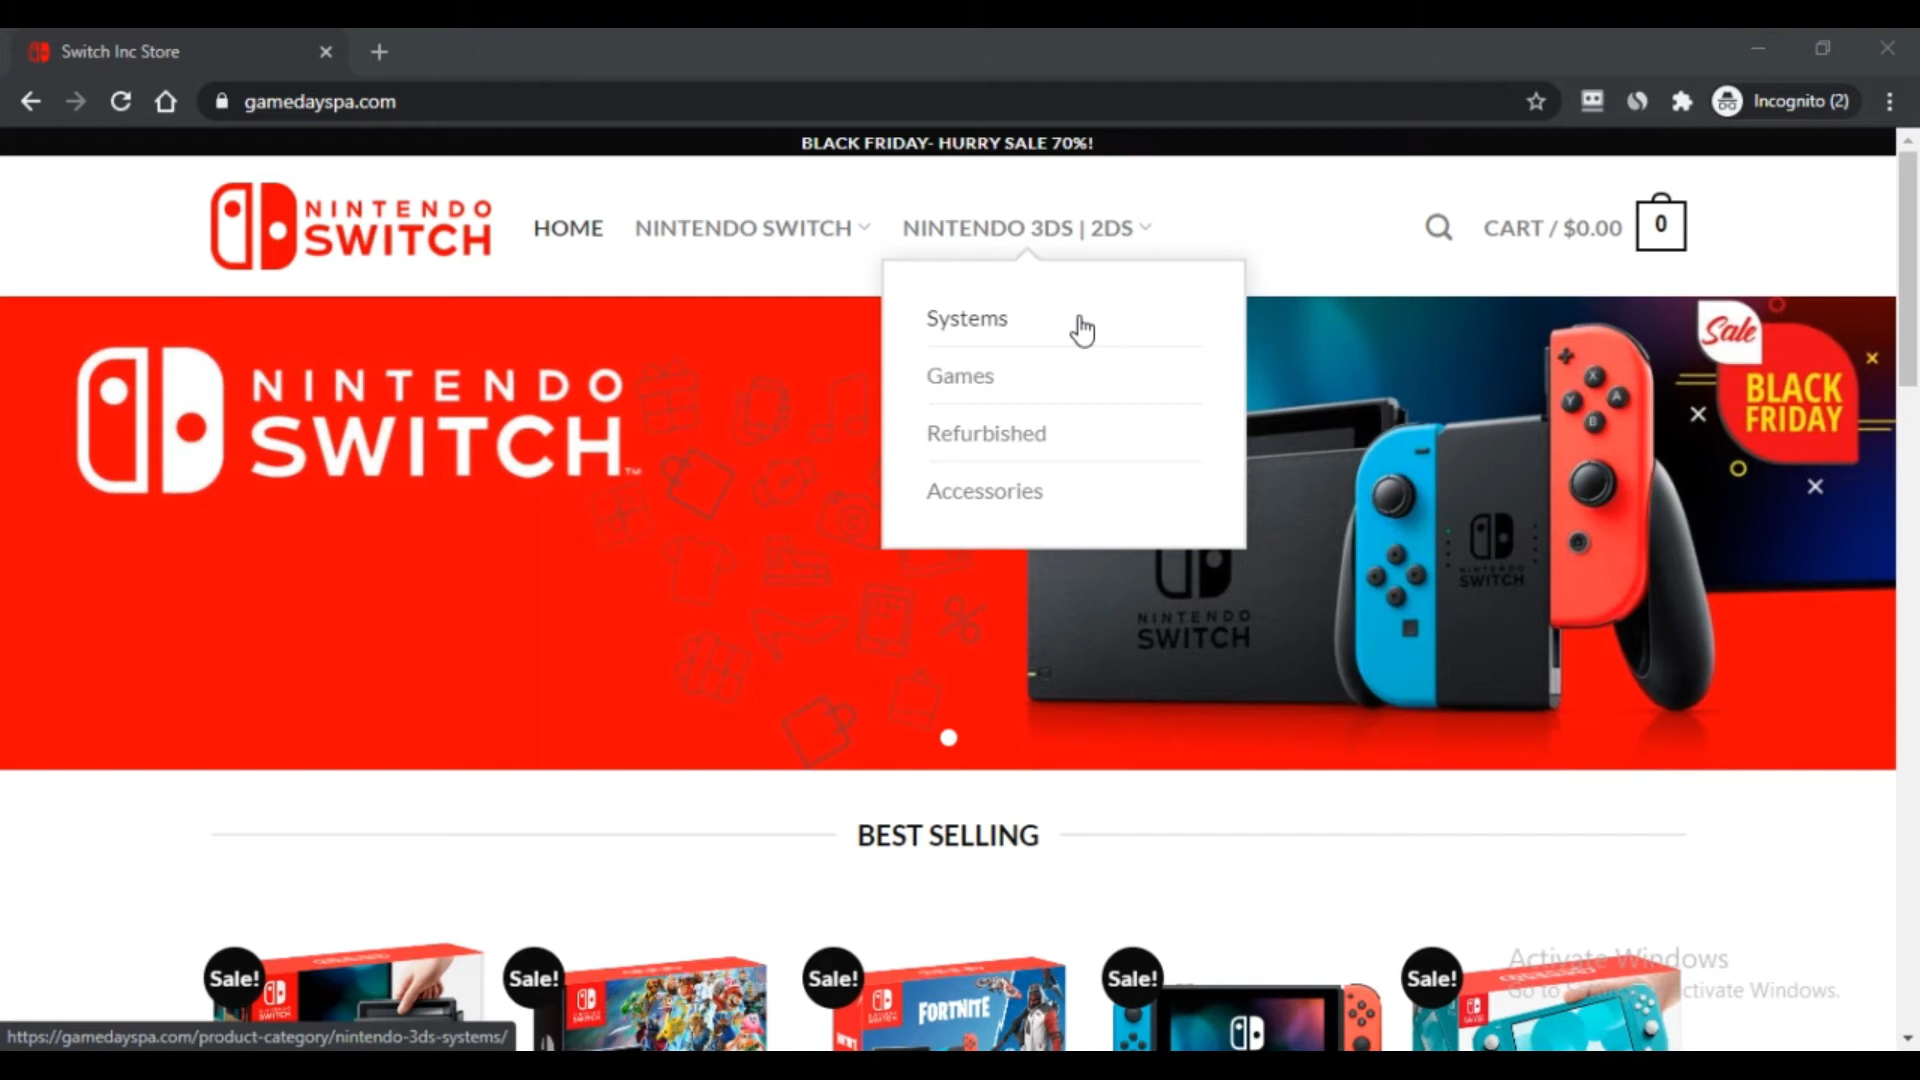 Switch Inc Store
gamedayspa.com
Incognito (2)
BLACK FRIDAY- HURRY SALE 70%!
NINTENDO
SWITCH
HOME
NINTENDO SWITCH
NINTENDO 3DS | 2DS
CART / $0.00
0
Systems
Games
Refurbished
Accessories
NINTENDO
SWITCH™
Sale
BLACK
FRIDAY
X
Y
A
B
NINTENDO
SWITCH
NINTENDO
SWITCH
BEST SELLING
Sale!
Sale!
Sale!
FORTNITE
Sale!
Sale!
Activate Windows
https://gamedayspa.com/product-category/nintendo-3ds-systems/